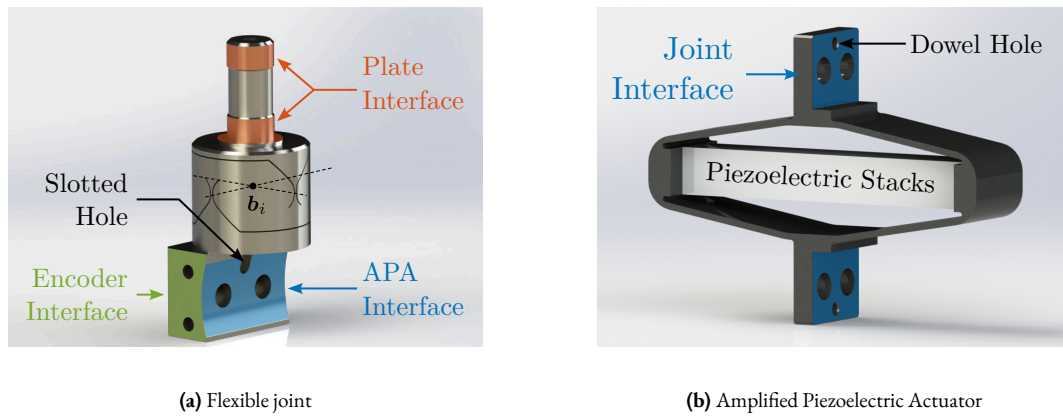 Plate
Interface
Slotted
Hole
b_i
Encoder
Interface
APA
Interface
(a) Flexible joint
Joint
Interface
Dowel Hole
Piezoelectric Stacks
(b) Amplified Piezoelectric Actuator